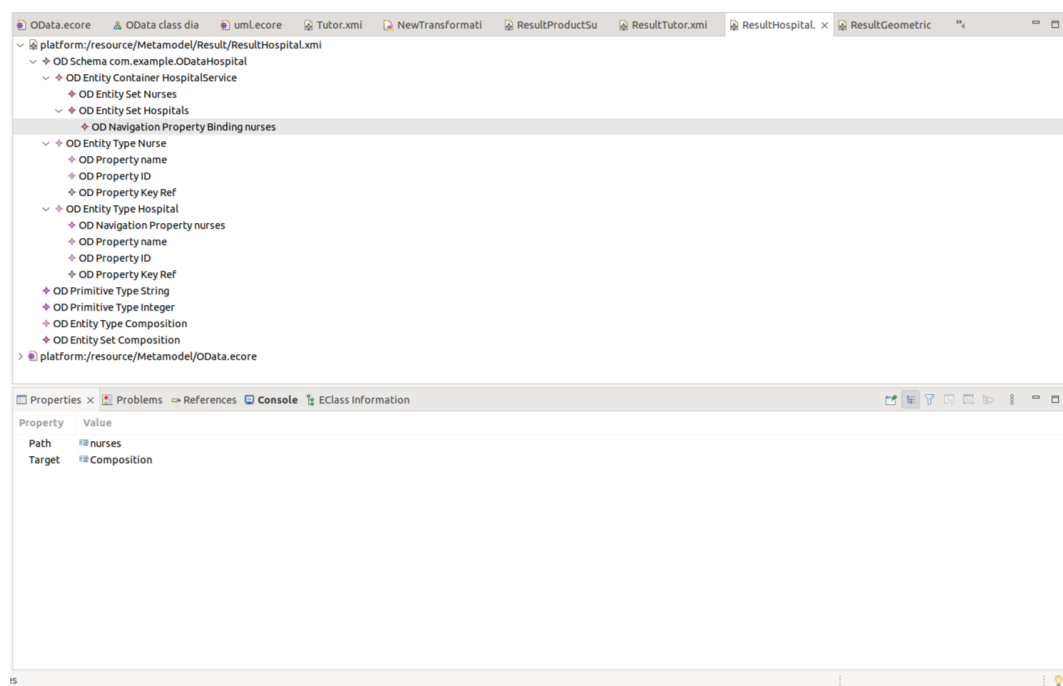 OData.ecore OData class dia uml.ecore Tutor.xmi NewTransformati ResultProductSu ResultTutor.xmi ResultHospital. ResultGeometric "4
platform:/resource/Metamodel/Result/ResultHospital.xmi
OD Schema com.example.ODataHospital
OD Entity Container HospitalService
OD Entity Set Nurses
OD Entity Set Hospitals
OD Navigation Property Binding nurses
OD Entity Type Nurse
OD Property name
OD Property ID
OD Property Key Ref
OD Entity Type Hospital
OD Navigation Property nurses
OD Property name
OD Property ID
OD Property Key Ref
OD Primitive Type String
OD Primitive Type Integer
OD Entity Type Composition
OD Entity Set Composition
platform:/resource/Metamodel/OData.ecore
Properties Problems References Console EClass Information
Property Value
Path nurses
Target Composition
es